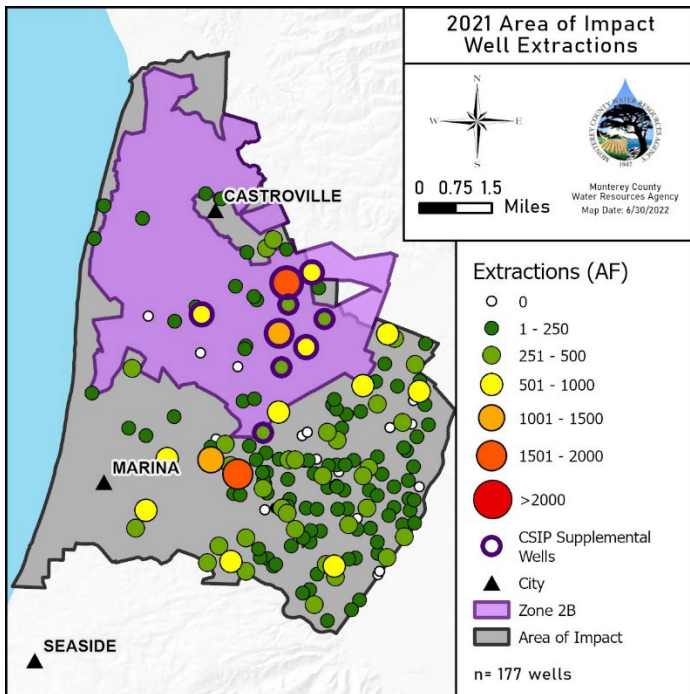 2021 Area of Impact
Well Extractions
N
W
E
S
0 0.75 1.5
Miles
MONTEREY COUNTY WATER RESOURCES AGENCY
1947
Monterey County
Water Resources Agency
Map Date: 6/30/2022
CASTROVILLE
MARINA
SEASIDE
Extractions (AF)
0
1 - 250
251 - 500
501 - 1000
1001 - 1500
1501 - 2000
>2000
CSIP Supplemental
Wells
City
Zone 2B
Area of Impact
n= 177 wells